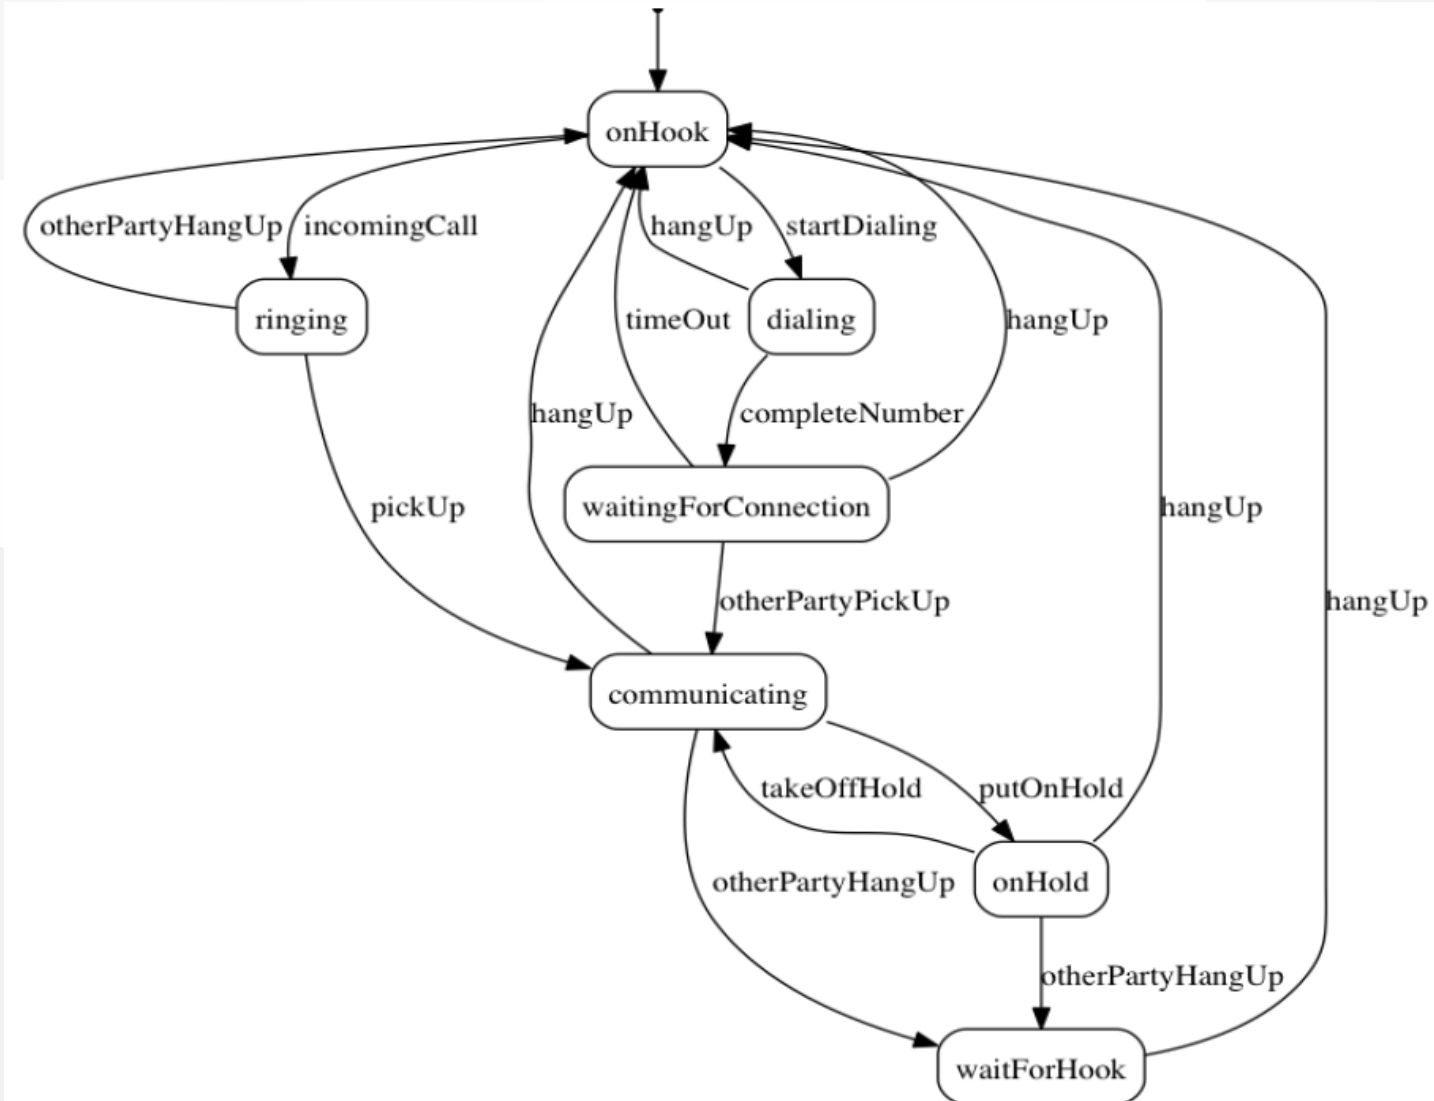 onHook
otherPartyHangUp
incomingCall
hangUp
startDialing
ringing
timeOut
dialing
hangUp
hangUp
completeNumber
pickUp
waitingForConnection
hangUp
otherPartyPickUp
hangUp
communicating
takeOffHold
putOnHold
otherPartyHangUp
onHold
otherPartyHangUp
waitForHook